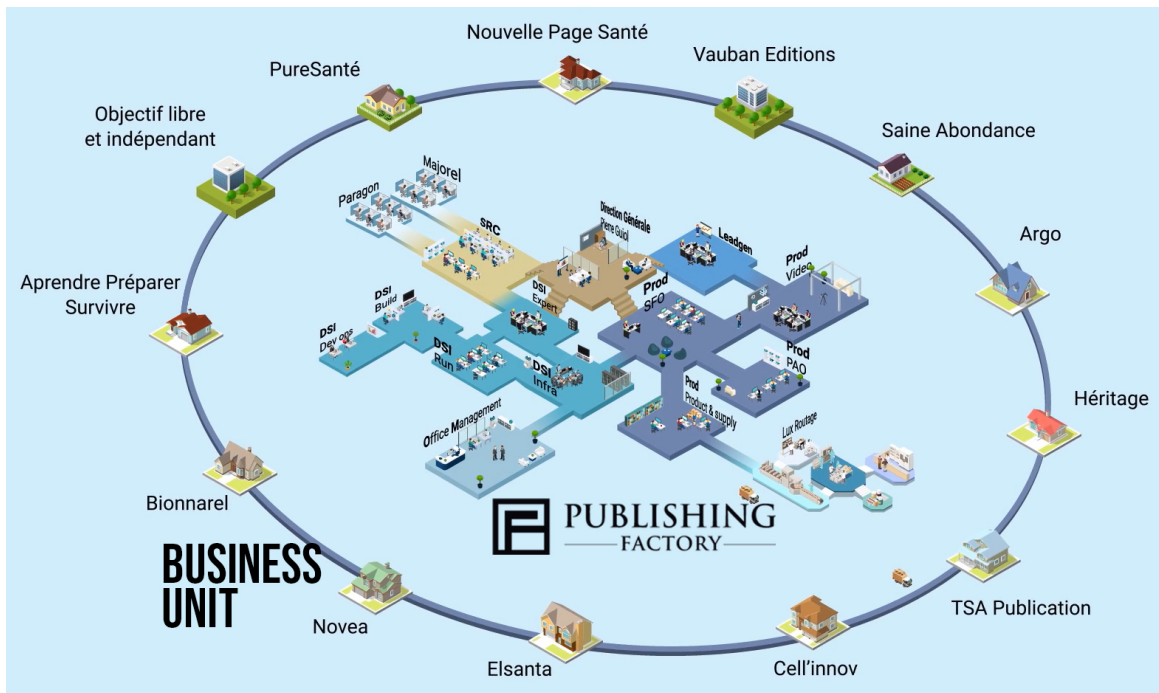 Nouvelle Page Santé
Vauban Editions
PureSanté
Objectif libre
et indépendant
Saine Abondance
Majorel
Paragon
SRC
Direction Générale
Pierre Guiol
Leadgen
Argo
Prod
Video
Aprendre Préparer
Survivre
DSI
Expert
Prod
SFO
DSI
Build
DSI
Dev ops
DSI
Run
DSI
Infra
Prod
PAO
Prod
Product & supply
Héritage
Office Management
Lux Routage
Bionnarel
PUBLISHING
FACTORY
BUSINESS
UNIT
TSA Publication
Novea
Elsanta
Cell'innov